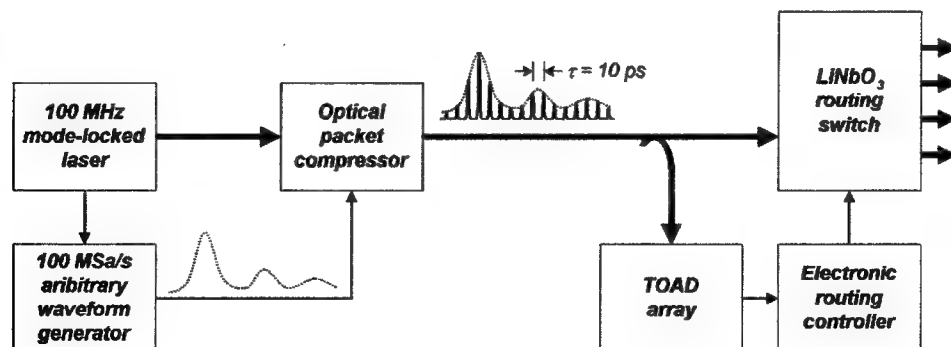 100 MHz
mode-locked
laser
Optical
packet
compressor
τ = 10 ps
LiNbO3
routing
switch
100 MSa/s
aribitrary
waveform
generator
TOAD
array
Electronic
routing
controller